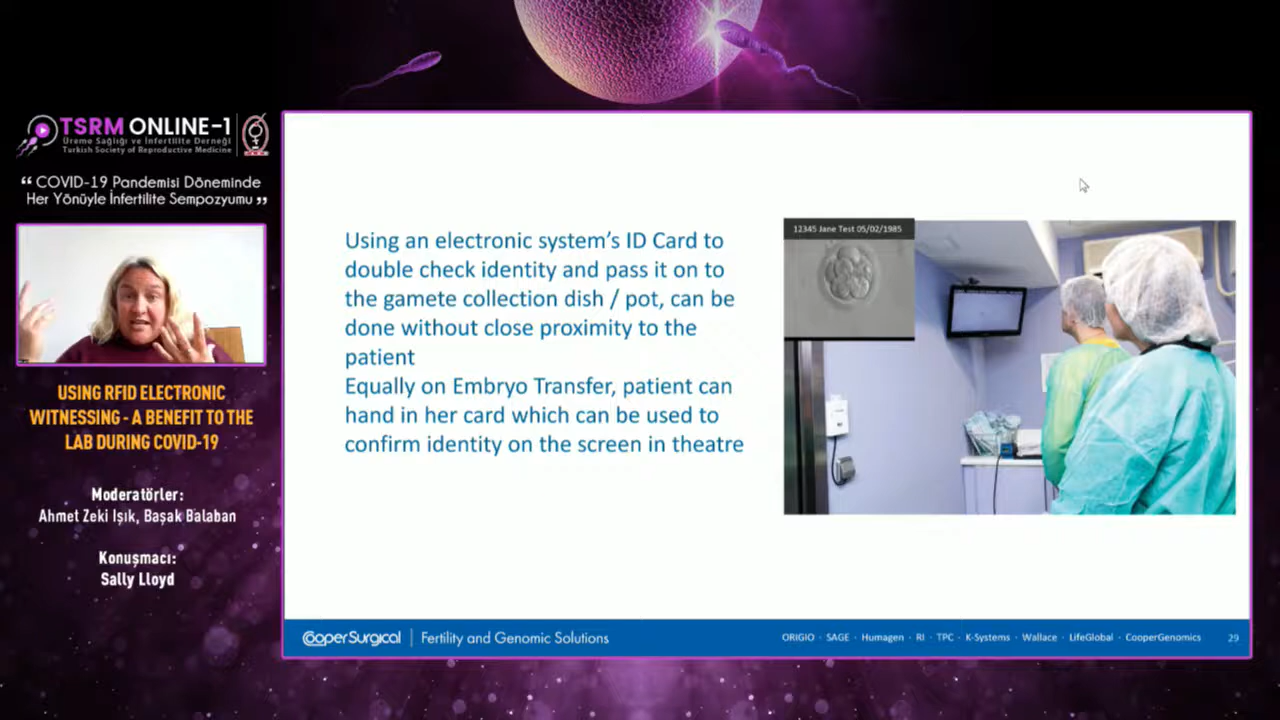 TSRM ONLINE-1
Üreme Sağlığı ve İnfertilite Derneği
Turkish Society of Reproductive Medicine
“ COVID-19 Pandemisi Döneminde
Her Yönüyle İnfertilite Sempozyumu ”
USING RFID ELECTRONIC
WITNESSING - A BENEFIT TO THE
LAB DURING COVID-19
Moderatörler:
Ahmet Zeki Işık, Başak Balaban
Konuşmacı:
Sally Lloyd
Using an electronic system’s ID Card to
double check identity and pass it on to
the gamete collection dish / pot, can be
done without close proximity to the
patient
Equally on Embryo Transfer, patient can
hand in her card which can be used to
confirm identity on the screen in theatre
12345 Jane Test 05/02/1985
CooperSurgical | Fertility and Genomic Solutions
ORIGIO · SAGE · Humagen · RI · TPC · K-Systems · Wallace · LifeGlobal · CooperGenomics
29